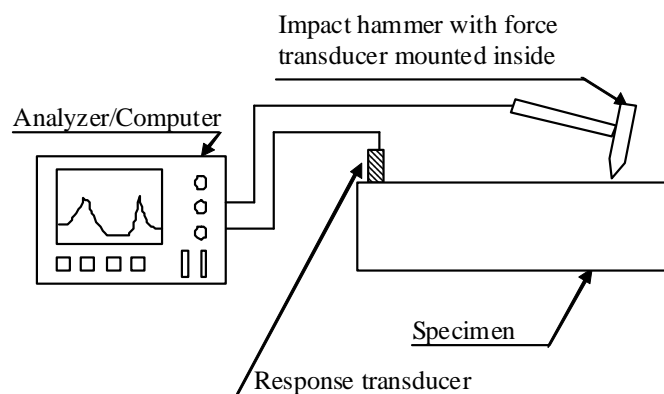 Impact hammer with force
transducer mounted inside
Analyzer/Computer
Specimen
Response transducer